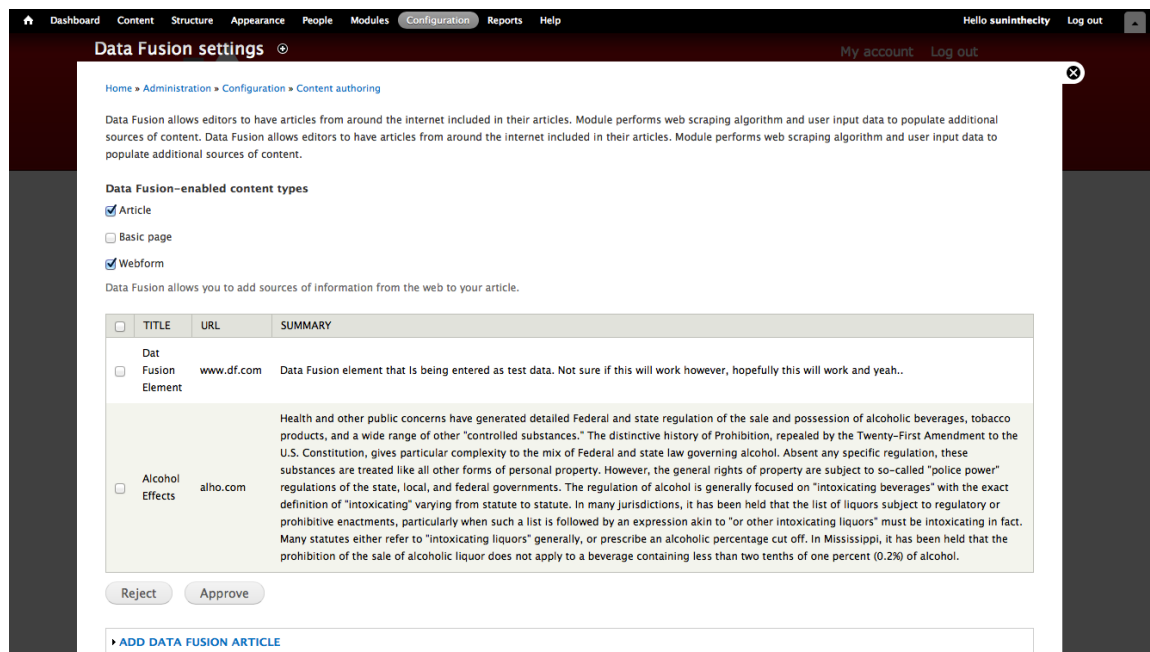 Dashboard Content Structure Appearance People Modules Configuration Reports Help Hello suninthecity Log out
Data Fusion settings
My account Log out
Home » Administration » Configuration » Content authoring
Data Fusion allows editors to have articles from around the internet included in their articles. Module performs web scraping algorithm and user input data to populate additional
sources of content. Data Fusion allows editors to have articles from around the internet included in their articles. Module performs web scraping algorithm and user input data to
populate additional sources of content.
Data Fusion-enabled content types
Article
Basic page
Webform
Data Fusion allows you to add sources of information from the web to your article.
TITLE URL SUMMARY
Dat
Fusion
Element
www.df.com
Data Fusion element that Is being entered as test data. Not sure if this will work however, hopefully this will work and yeah..
Alcohol
Effects
alho.com
Health and other public concerns have generated detailed Federal and state regulation of the sale and possession of alcoholic beverages, tobacco
products, and a wide range of other "controlled substances." The distinctive history of Prohibition, repealed by the Twenty-First Amendment to the
U.S. Constitution, gives particular complexity to the mix of Federal and state law governing alcohol. Absent any specific regulation, these
substances are treated like all other forms of personal property. However, the general rights of property are subject to so-called "police power"
regulations of the state, local, and federal governments. The regulation of alcohol is generally focused on "intoxicating beverages" with the exact
definition of "intoxicating" varying from statute to statute. In many jurisdictions, it has been held that the list of liquors subject to regulatory or
prohibitive enactments, particularly when such a list is followed by an expression akin to "or other intoxicating liquors" must be intoxicating in fact.
Many statutes either refer to "intoxicating liquors" generally, or prescribe an alcoholic percentage cut off. In Mississippi, it has been held that the
prohibition of the sale of alcoholic liquor does not apply to a beverage containing less than two tenths of one percent (0.2%) of alcohol.
Reject Approve
ADD DATA FUSION ARTICLE